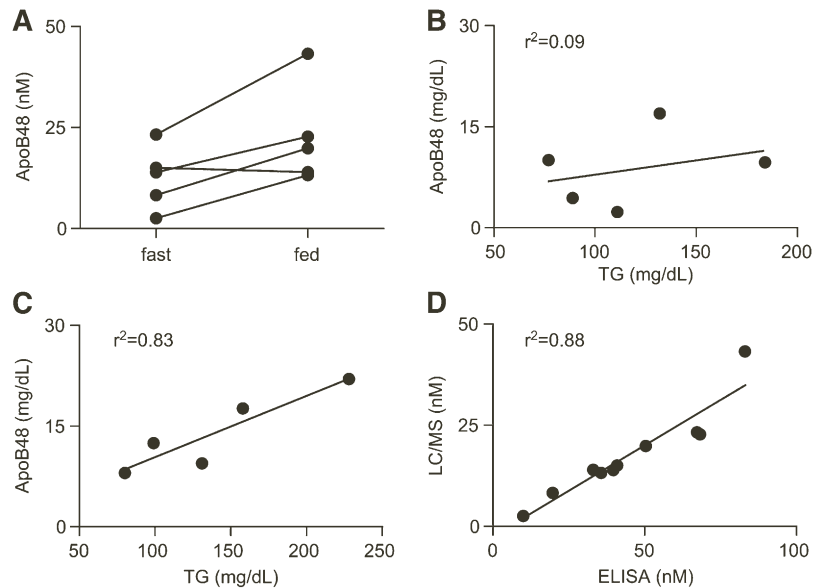 A
50
25
0
ApoB48 (nM)
fast fed
B
r²=0.09
30
15
0
ApoB48 (mg/dL)
50 100 150 200
TG (mg/dL)
C
r²=0.83
30
15
0
ApoB48 (mg/dL)
50 100 150 200 250
TG (mg/dL)
D
r²=0.88
50
25
0
LC/MS (nM)
0 50 100
ELISA (nM)